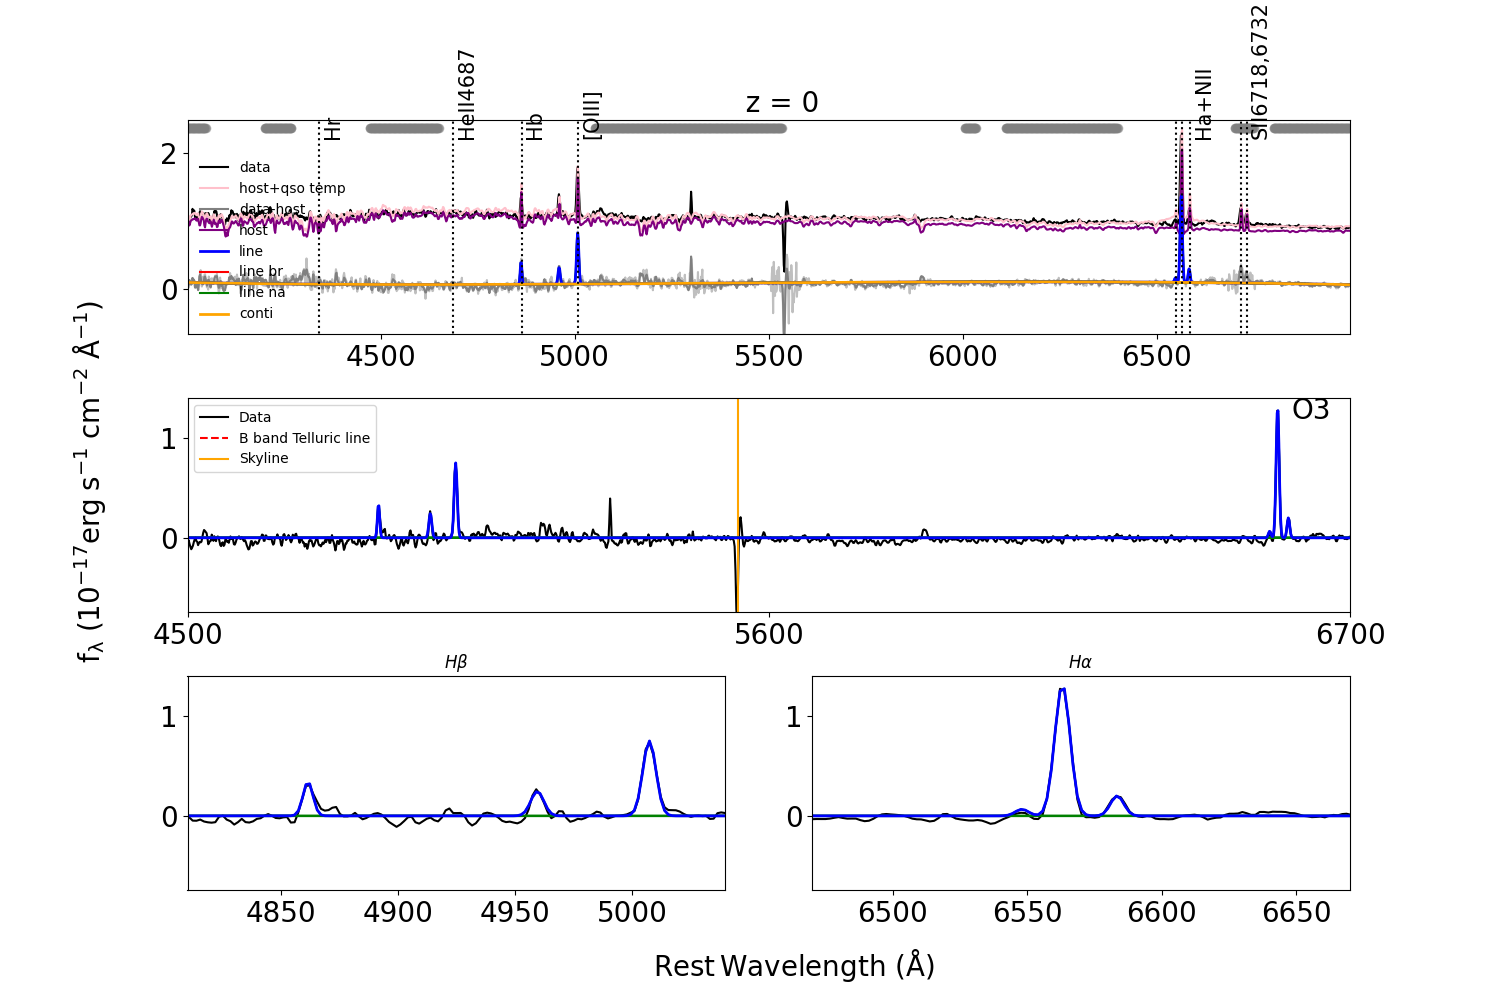 Hr
HeII4687
Hb
[OIII]
Ha+NII
SII6718,6732
z = 0
2
0
data
host+qso temp
data-host
host
line
line br
line na
conti
4500 5000 5500 6000 6500
fλ (10⁻¹⁷erg s⁻¹ cm⁻² Å⁻¹)
1
0
Data
B band Telluric line
Skyline
O3
4500 5600 6700
Hβ
1
0
4850 4900 4950 5000
Hα
1
0
6500 6550 6600 6650
Rest Wavelength (Å)